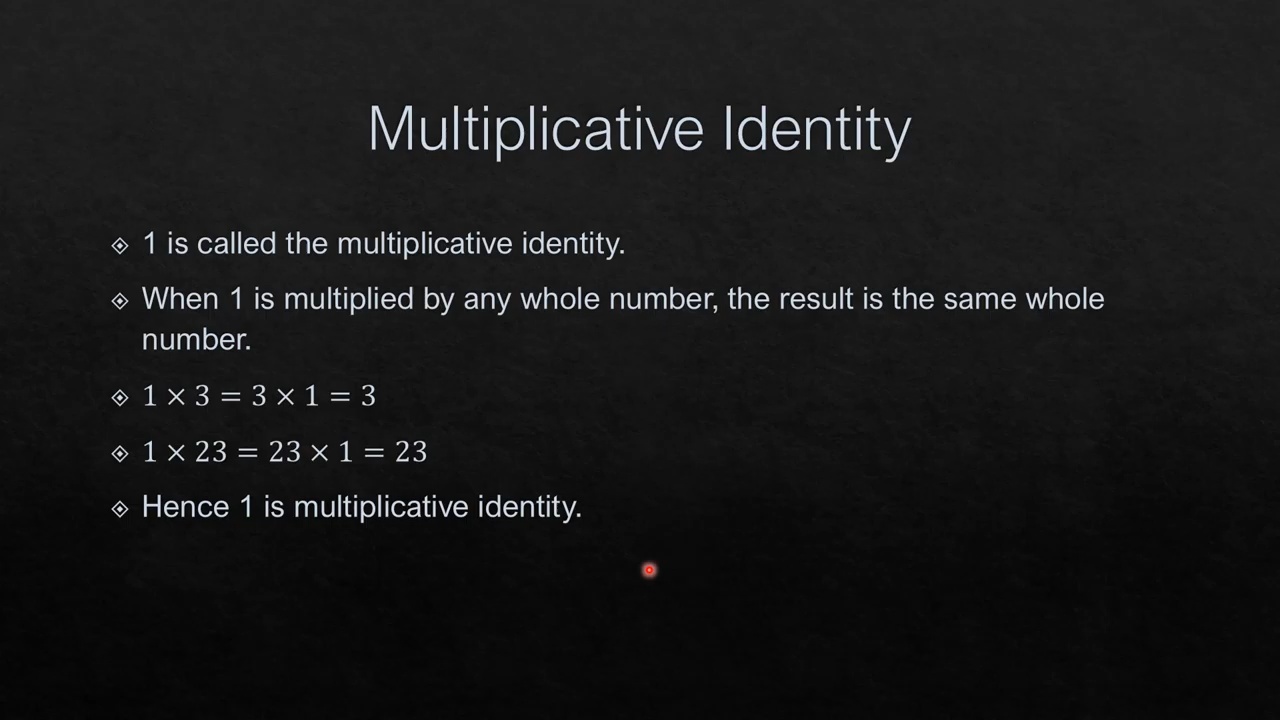 Multiplicative Identity
1 is called the multiplicative identity.
When 1 is multiplied by any whole number, the result is the same whole
number.
1 × 3 = 3 × 1 = 3
1 × 23 = 23 × 1 = 23
Hence 1 is multiplicative identity.